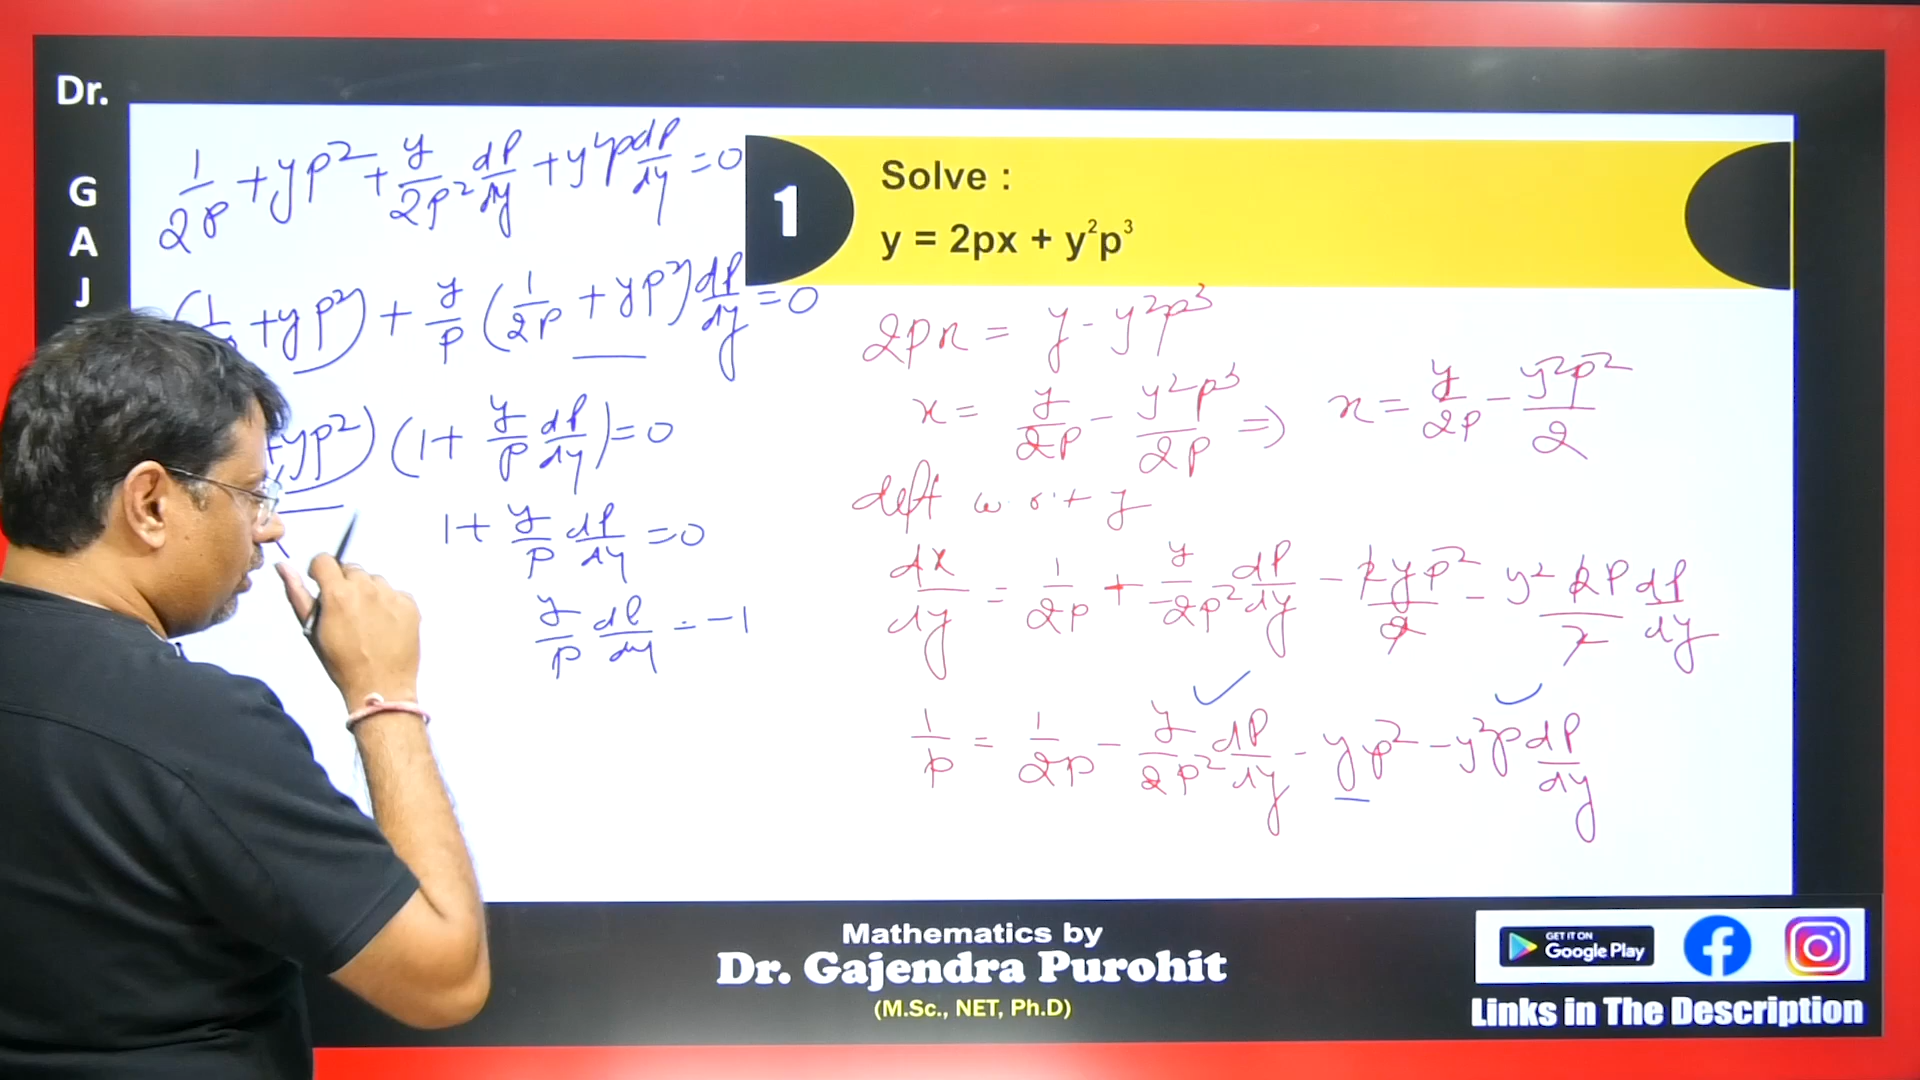 Dr.
G
A
J
1
Solve :
y = 2px + y²p³
1/2p + yp² + y/2p² dp/dy + y²p dp/dy = 0
+ yp²) + y/p (1/2p + yp²) dp/dy = 0
+ yp²) (1 + y/p dp/dy) = 0
1 + y/p dp/dy = 0
y/p dp/dy = -1
2px = y - y²p³
x = y/2p - y²p³/2p ⇒ x = y/2p - y²p²/2
deft w.r.t y
dx/dy = 1/2p + y/-2p² dp/dy - 2yp²/2 - y² 2p/2 dp/dy
1/p = 1/2p - y/2p² dp/dy - yp² - y²p dp/dy
Mathematics by
Dr. Gajendra Purohit
(M.Sc., NET, Ph.D)
GET IT ON
Google Play
Links in The Description